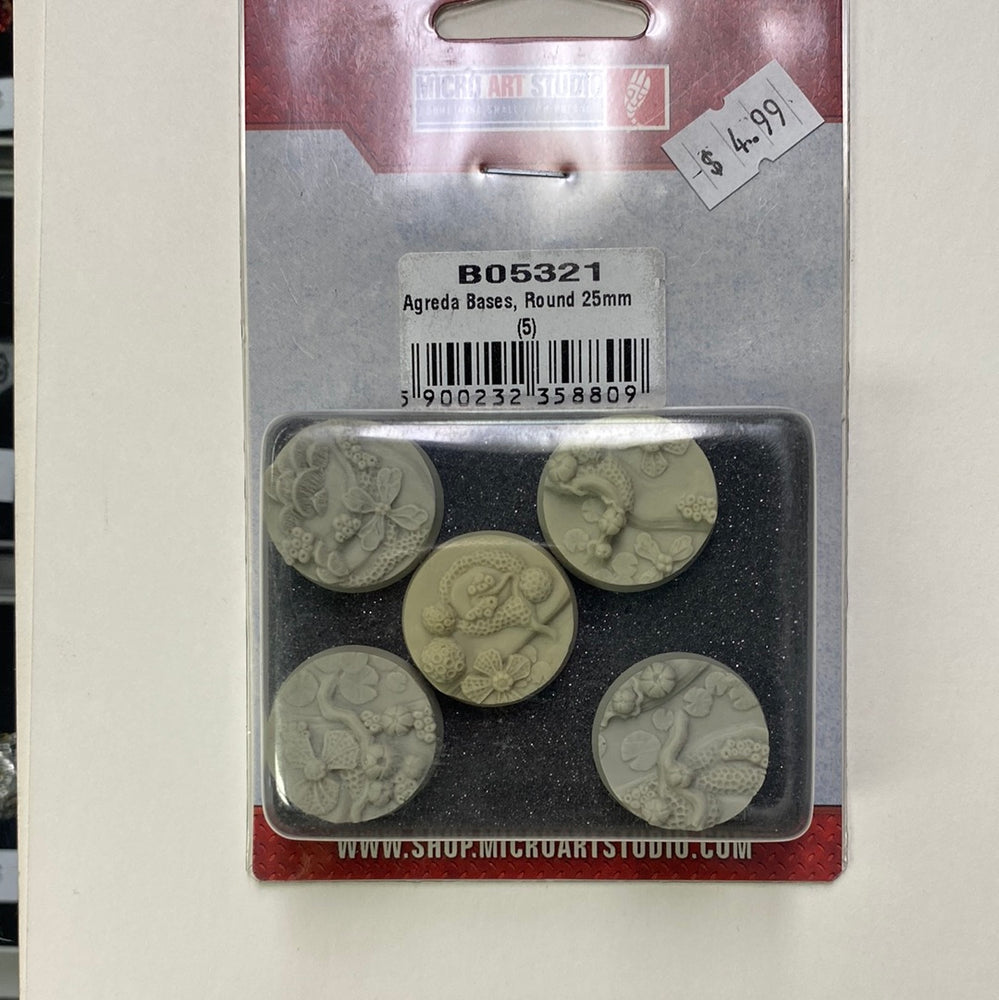 MICRO ART STUDIO
$ 4.99
B05321
Agreda Bases, Round 25mm
(5)
5 900232 358809
WWW.SHOP.MICROARTSTUDIO.COM